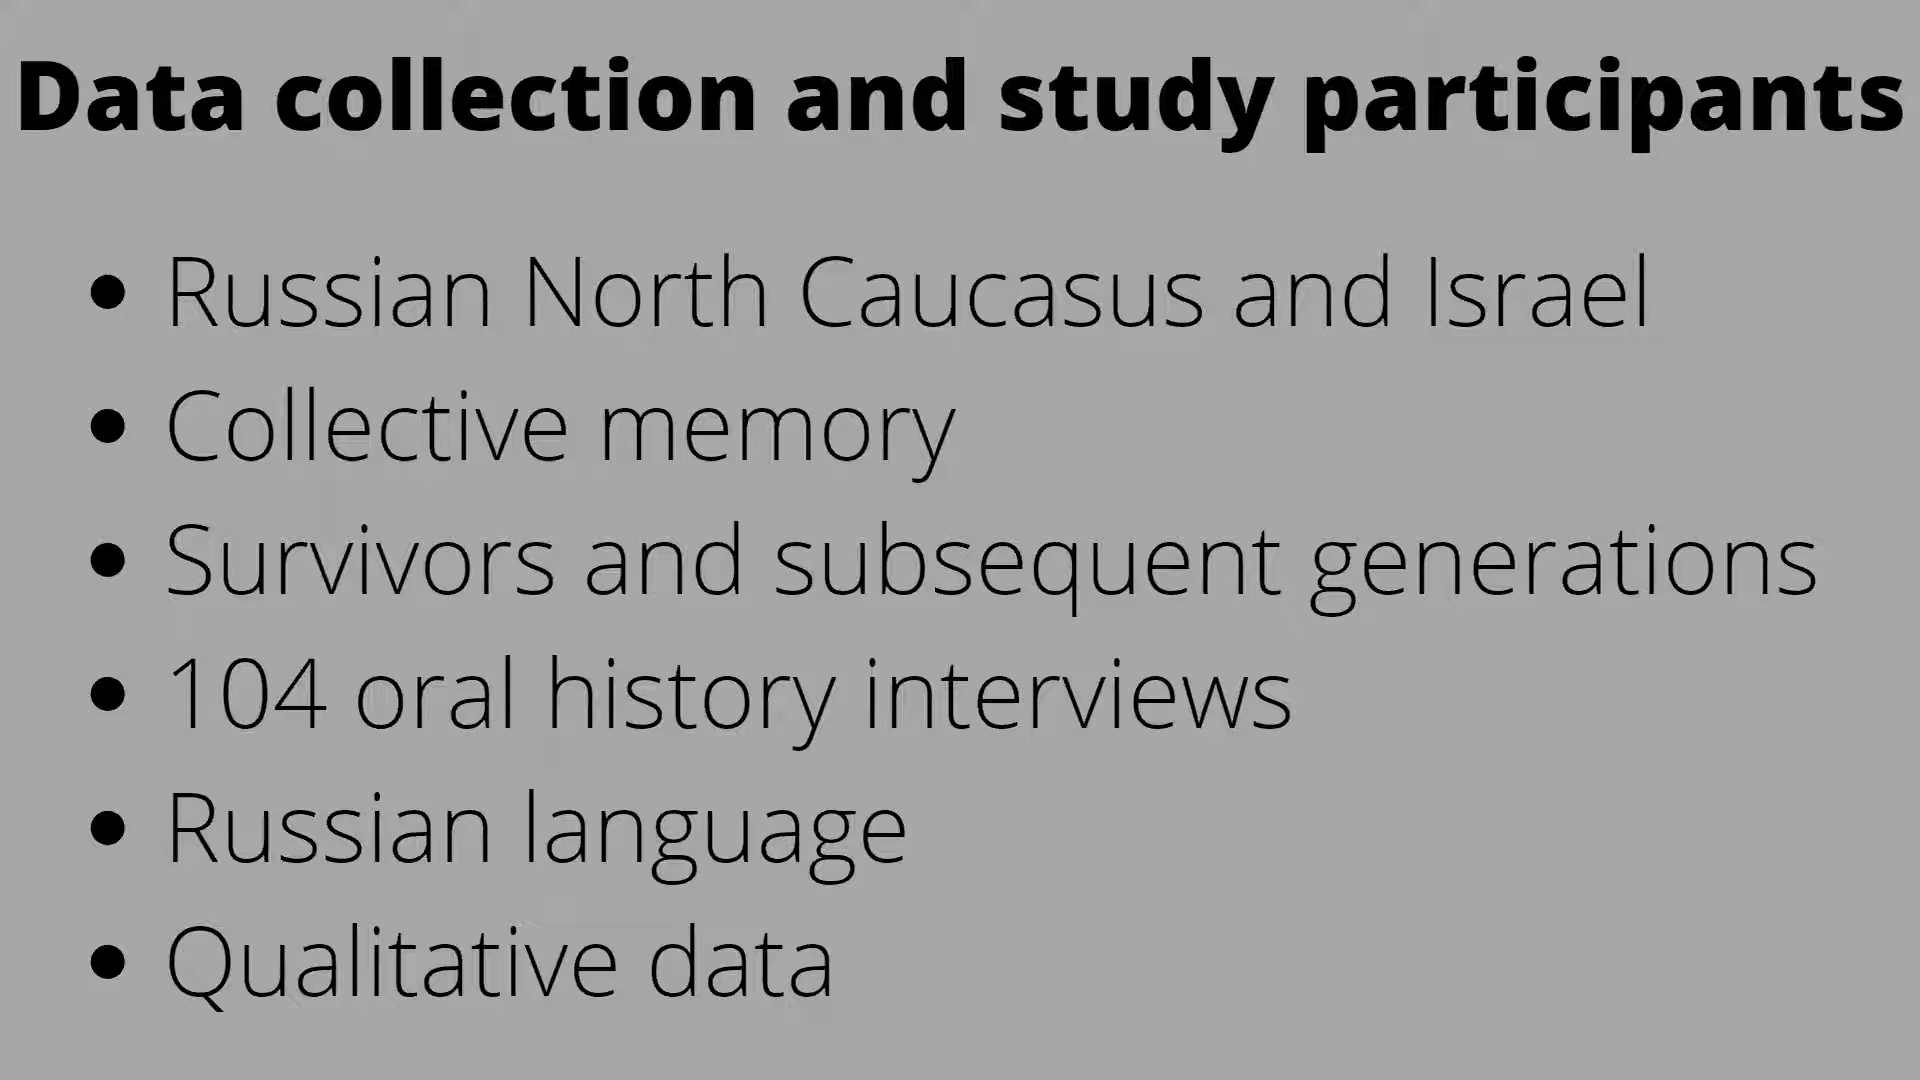 Data collection and study participants
• Russian North Caucasus and Israel
• Collective memory
• Survivors and subsequent generations
• 104 oral history interviews
• Russian language
• Qualitative data